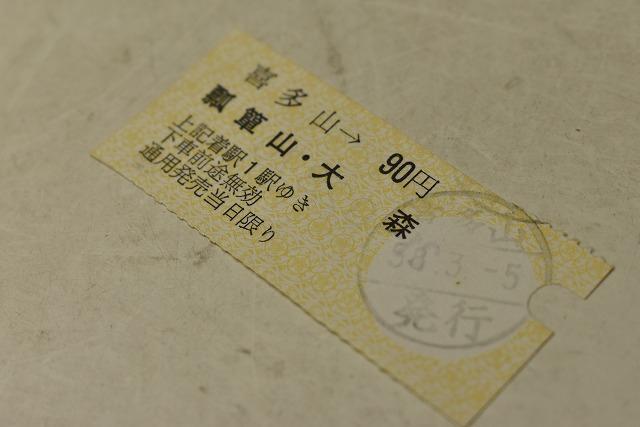 喜多山→ 90円
瓢箪山・大森
上記着駅1駅ゆき
下車前途無効
通用発売当日限り
58.3.-5
発行